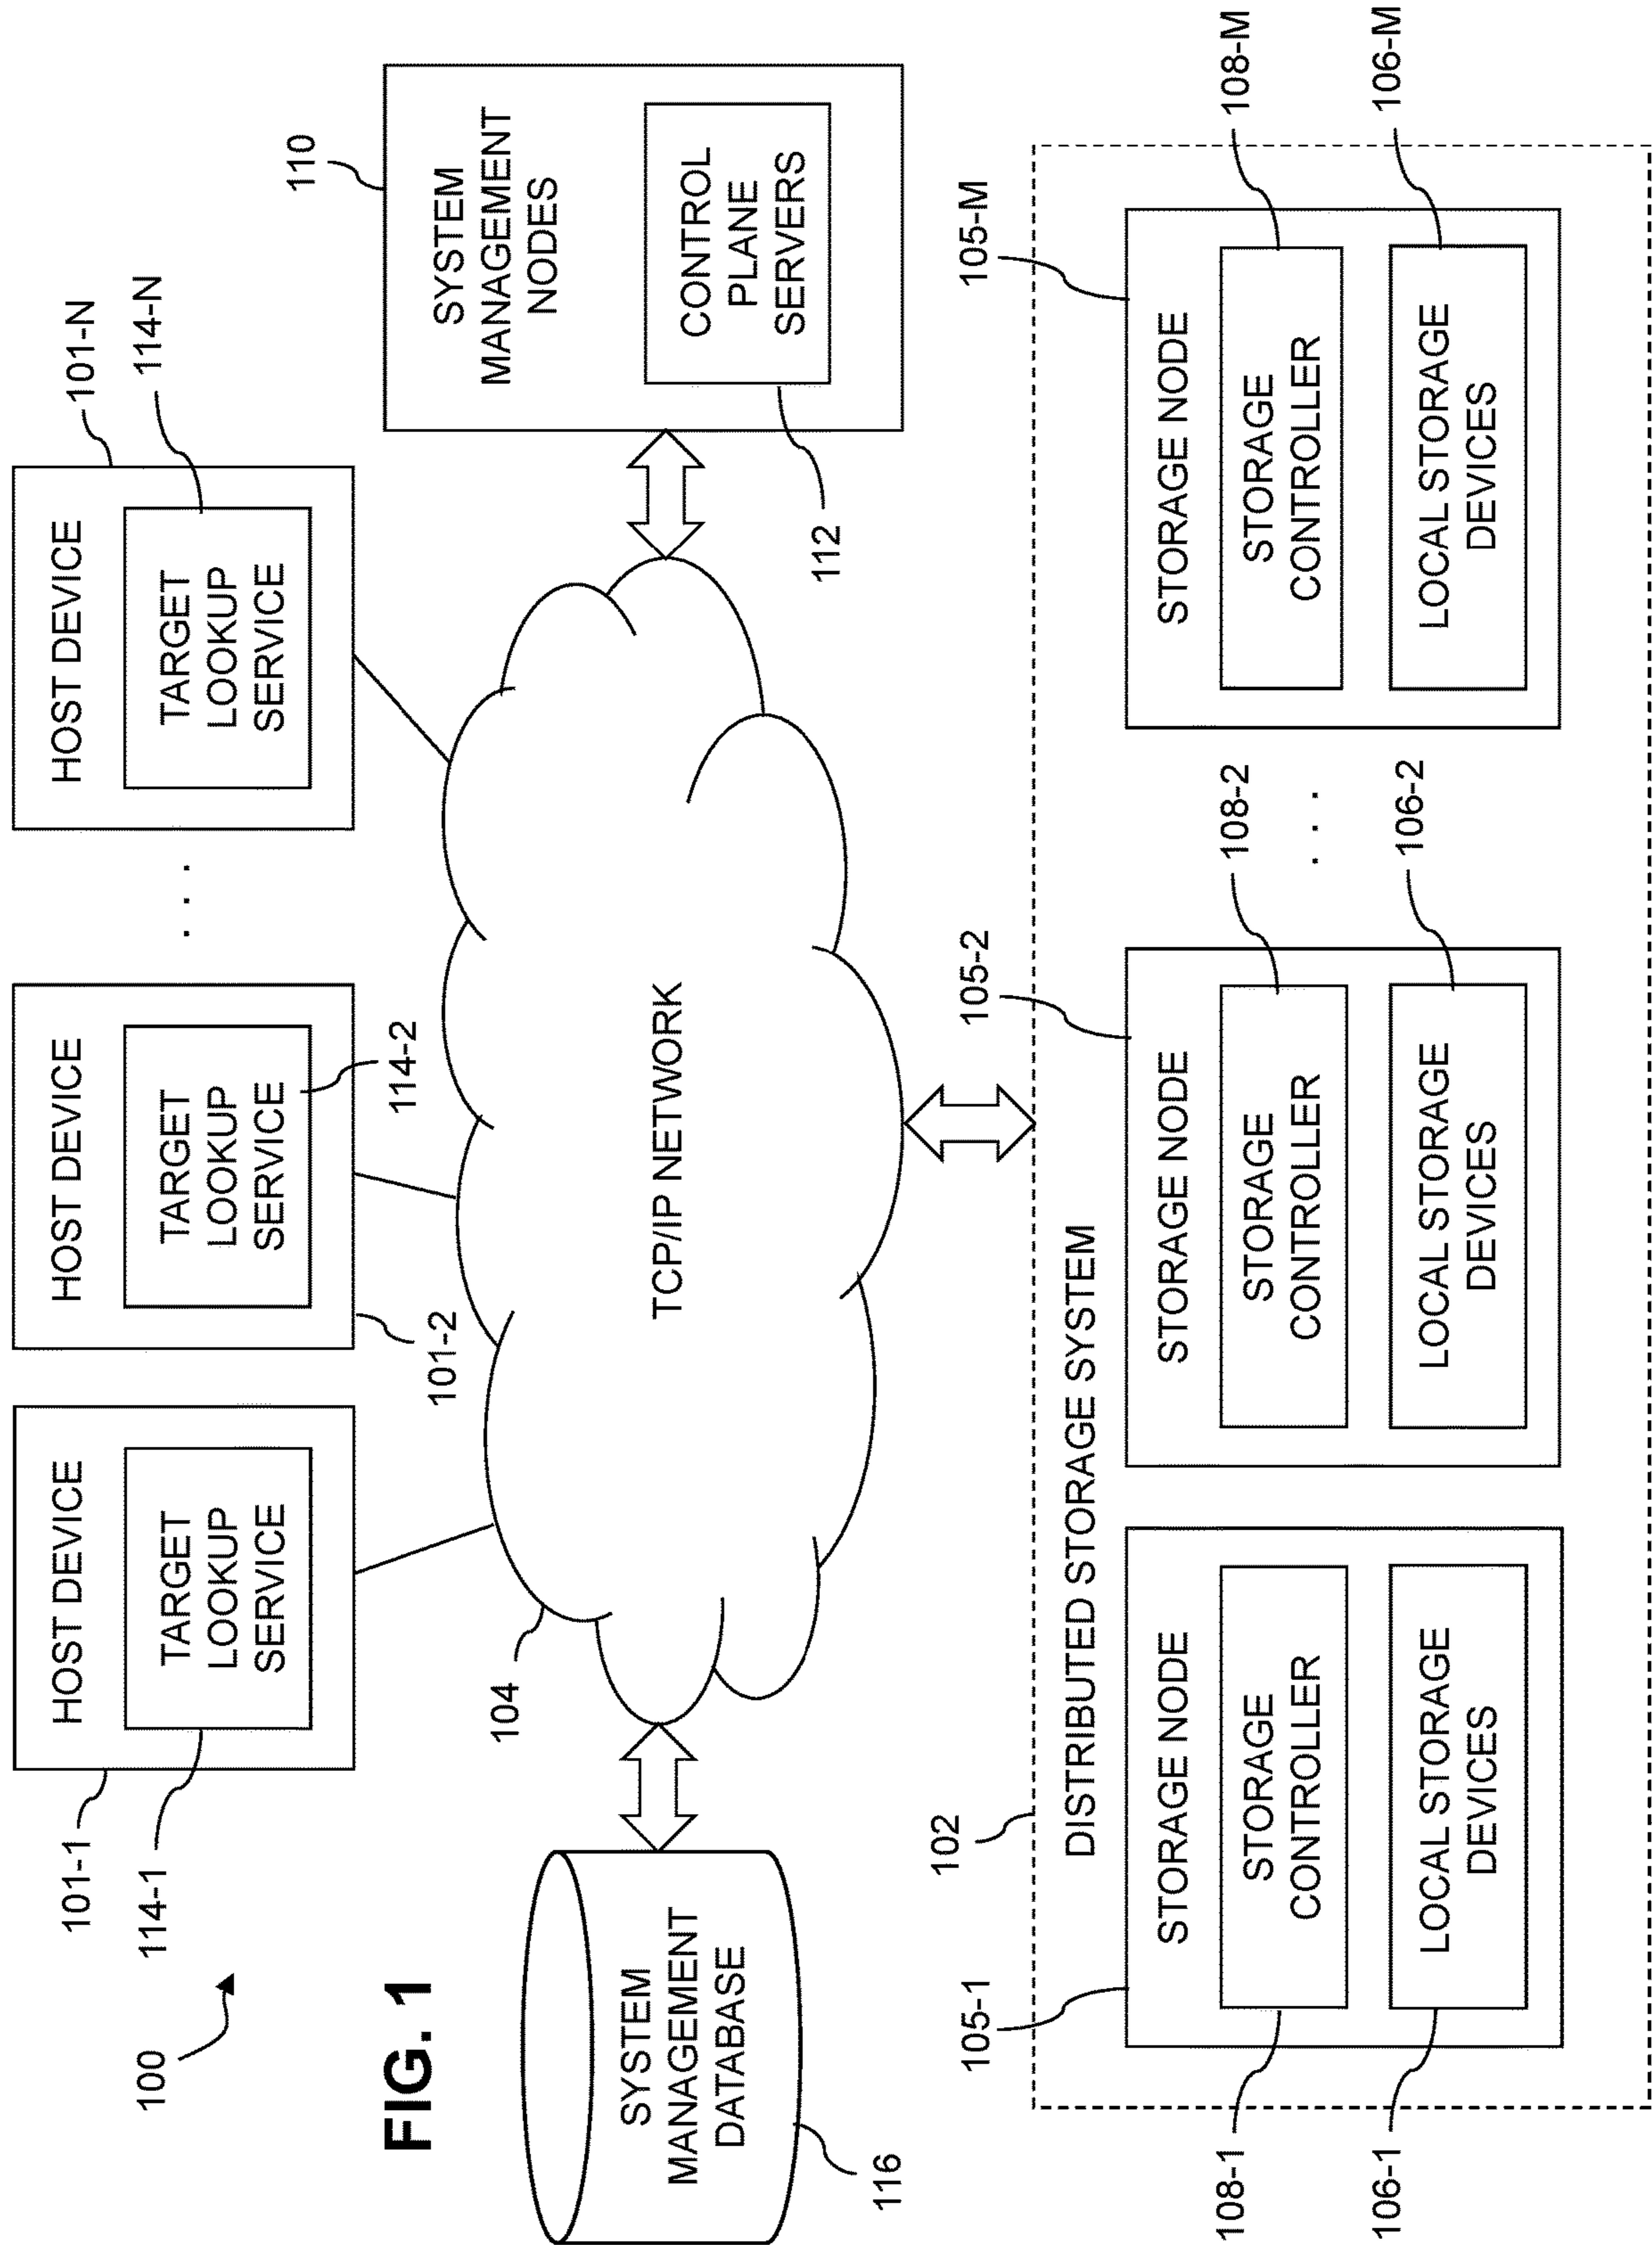 FIG. 1
100
101-1
HOST DEVICE
TARGET
LOOKUP
SERVICE
114-1
101-2
HOST DEVICE
TARGET
LOOKUP
SERVICE
114-2
. . .
101-N
HOST DEVICE
TARGET
LOOKUP
SERVICE
114-N
SYSTEM
MANAGEMENT
DATABASE
116
104
TCP/IP NETWORK
110
SYSTEM
MANAGEMENT
NODES
CONTROL
PLANE
SERVERS
112
102
DISTRIBUTED STORAGE SYSTEM
105-1
STORAGE NODE
STORAGE
CONTROLLER
108-1
LOCAL STORAGE
DEVICES
106-1
105-2
STORAGE NODE
STORAGE
CONTROLLER
108-2
LOCAL STORAGE
DEVICES
106-2
. . .
105-M
STORAGE NODE
STORAGE
CONTROLLER
108-M
LOCAL STORAGE
DEVICES
106-M